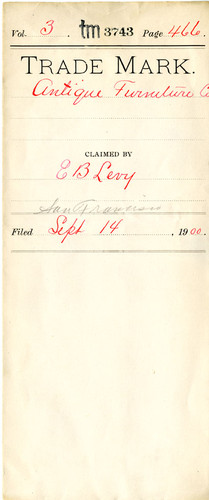 Vol. 3. tm 3743 Page 466.
TRADE MARK.
Antique Furniture C
CLAIMED BY
E B Levy
San Francisco
Filed Sept 14, 1900.